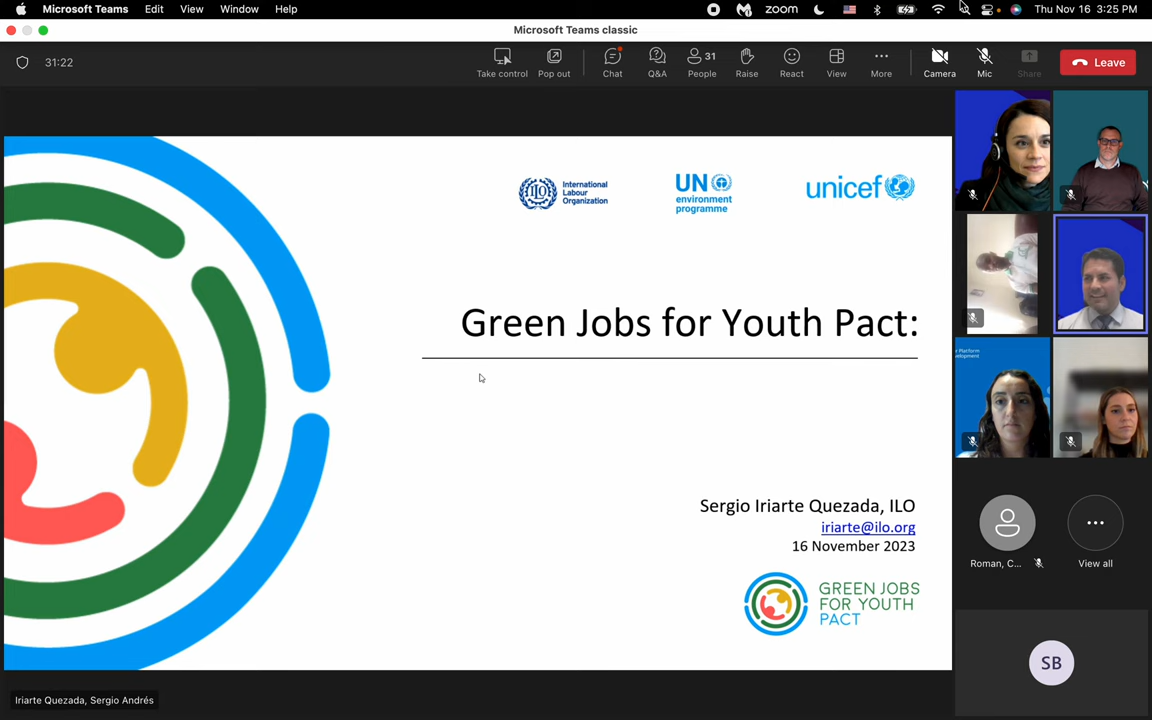 Microsoft Teams Edit View Window Help
zoom
Thu Nov 16 3:25 PM
Microsoft Teams classic
31:22
Take control
Pop out
Chat
Q&A
31
People
Raise
React
View
More
Camera
Mic
Share
Leave
ILO
International
Labour
Organization
UN
environment
programme
unicef
Green Jobs for Youth Pact:
Sergio Iriarte Quezada, ILO
iriarte@ilo.org
16 November 2023
GREEN JOBS
FOR YOUTH
PACT
Platform
Roman, C...
View all
SB
Iriarte Quezada, Sergio Andrés